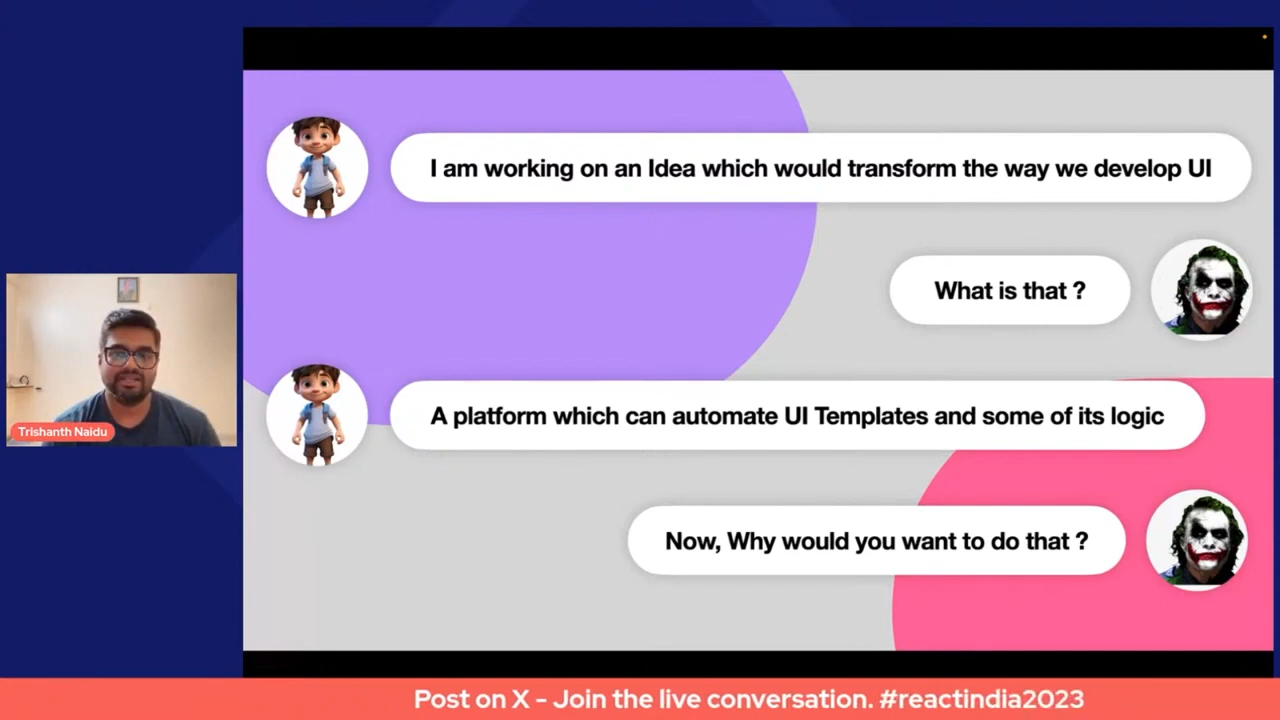 I am working on an Idea which would transform the way we develop UI
What is that ?
A platform which can automate UI Templates and some of its logic
Now, Why would you want to do that ?
Trishanth Naidu
Post on X - Join the live conversation. #reactindia2023